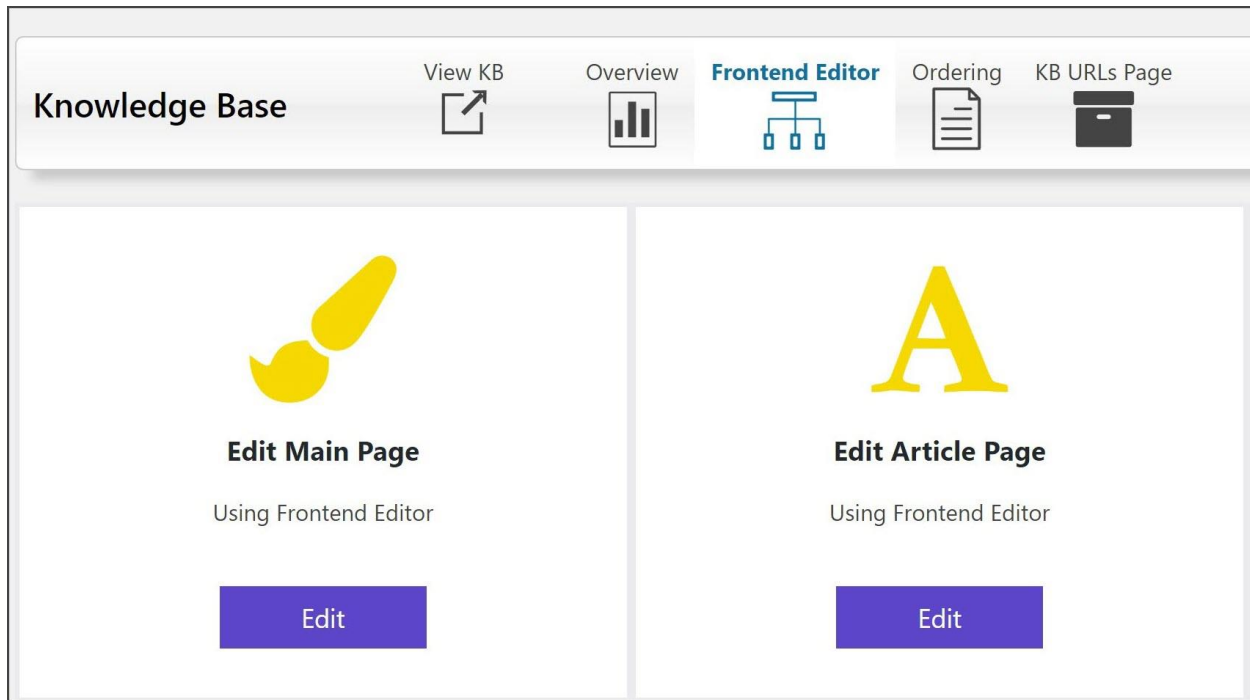 Knowledge Base
View KB
Overview
Frontend Editor
Ordering
KB URLs Page
Edit Main Page
Using Frontend Editor
Edit
Edit Article Page
Using Frontend Editor
Edit